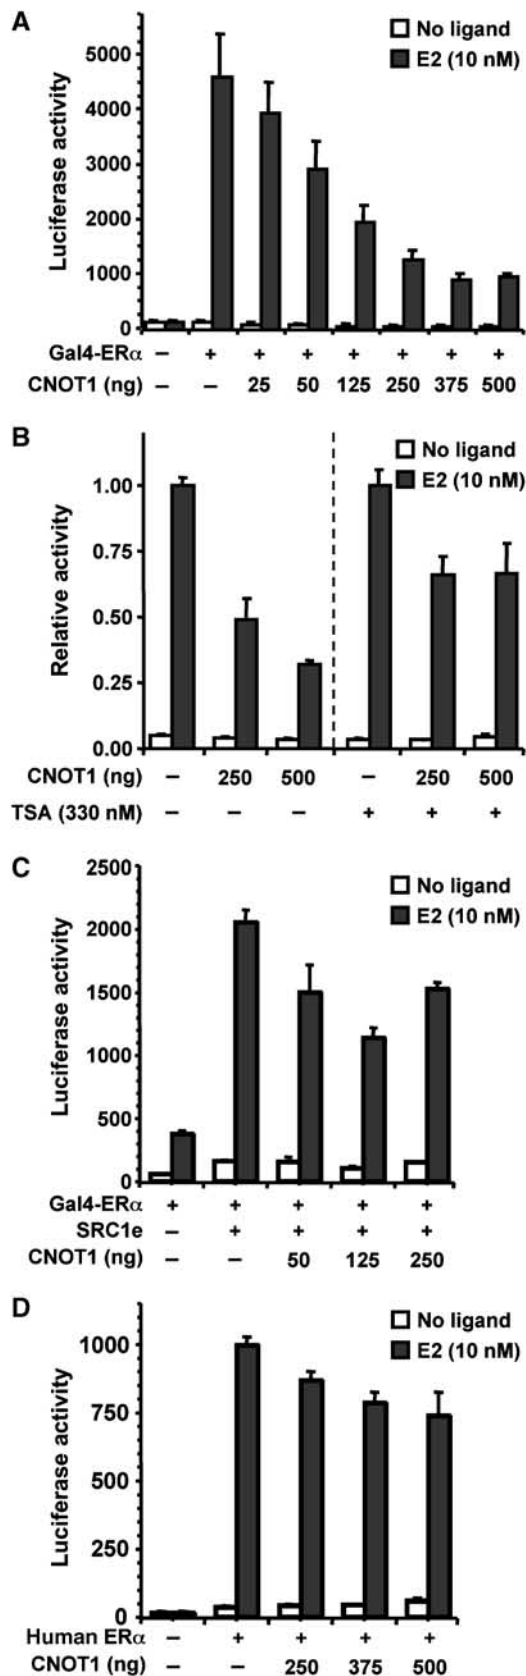 A
No ligand
E2 (10 nM)
Luciferase activity
5000
4000
3000
2000
1000
0
Gal4-ERα – + + + + + + +
CNOT1 (ng) – – 25 50 125 250 375 500
B
No ligand
E2 (10 nM)
Relative activity
1.00
0.75
0.50
0.25
0.00
CNOT1 (ng) – 250 500 – 250 500
TSA (330 nM) – – – + + +
C
No ligand
E2 (10 nM)
Luciferase activity
2500
2000
1500
1000
500
0
Gal4-ERα + + + + +
SRC1e – + + + +
CNOT1 (ng) – – 50 125 250
D
No ligand
E2 (10 nM)
Luciferase activity
1000
750
500
250
0
Human ERα – + + + +
CNOT1 (ng) – – 250 375 500